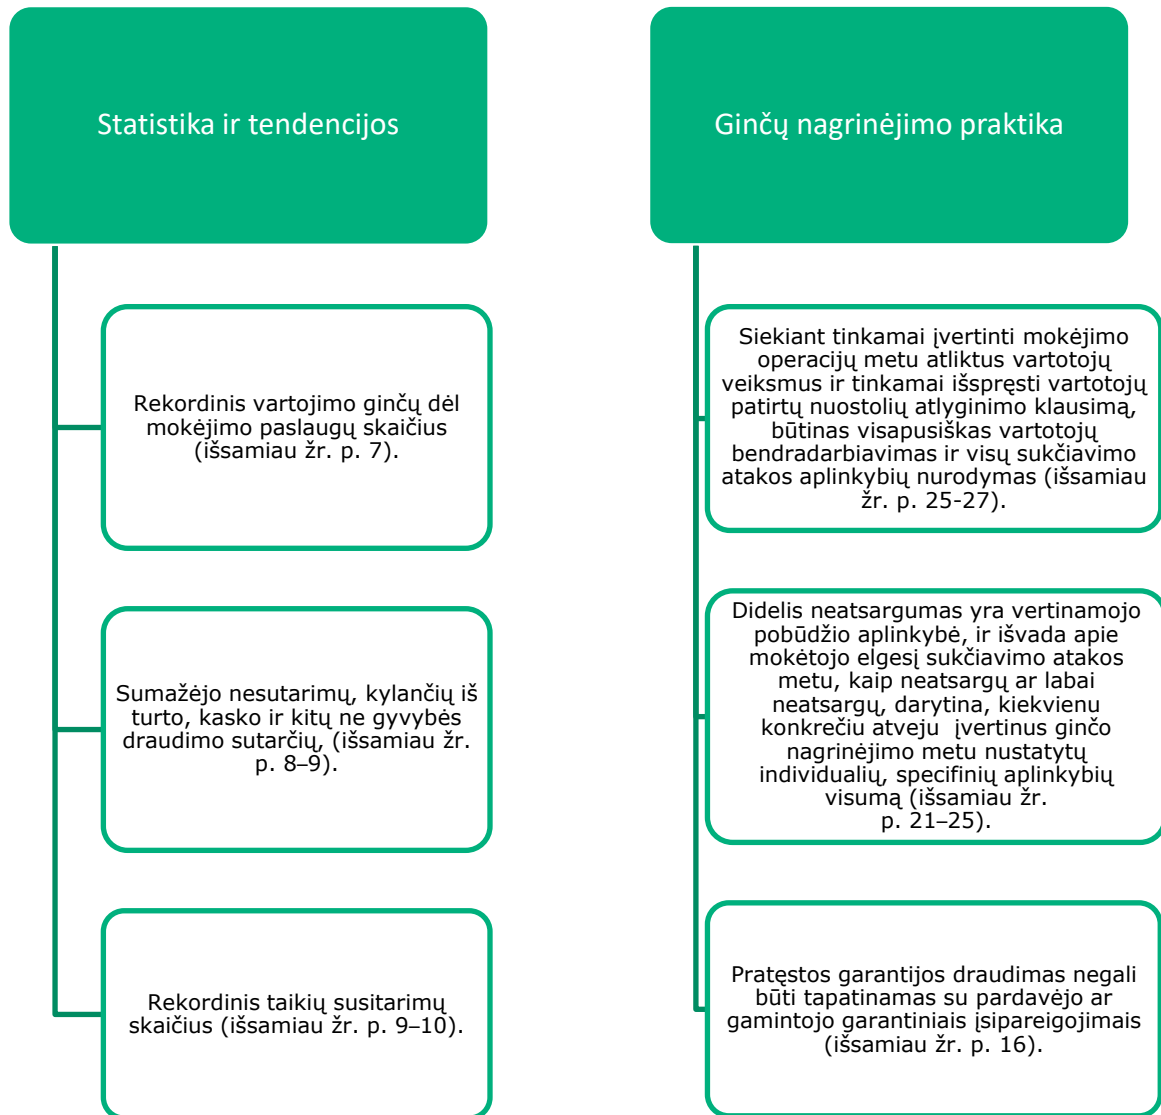 Statistika ir tendencijos
Rekordinis vartojimo ginčų dėl
mokėjimo paslaugų skaičius
(išsamiau žr. p. 7).
Sumažėjo nesutarimų, kylančių iš
turto, kasko ir kitų ne gyvybės
draudimo sutarčių, (išsamiau žr.
p. 8–9).
Rekordinis taikių susitarimų
skaičius (išsamiau žr. p. 9–10).
Ginčų nagrinėjimo praktika
Siekiant tinkamai įvertinti mokėjimo
operacijų metu atliktus vartotojų
veiksmus ir tinkamai išspręsti vartotojų
patirtų nuostolių atlyginimo klausimą,
būtinas visapusiškas vartotojų
bendradarbiavimas ir visų sukčiavimo
atakos aplinkybių nurodymas (išsamiau
žr. p. 25-27).
Didelis neatsargumas yra vertinamojo
pobūdžio aplinkybė, ir išvada apie
mokėtojo elgesį sukčiavimo atakos
metu, kaip neatsargų ar labai
neatsargų, darytina, kiekvienu
konkrečiu atveju  įvertinus ginčo
nagrinėjimo metu nustatytų
individualių, specifinių aplinkybių
visumą (išsamiau žr.
p. 21–25).
Pratęstos garantijos draudimas negali
būti tapatinamas su pardavėjo ar
gamintojo garantiniais įsipareigojimais
(išsamiau žr. p. 16).